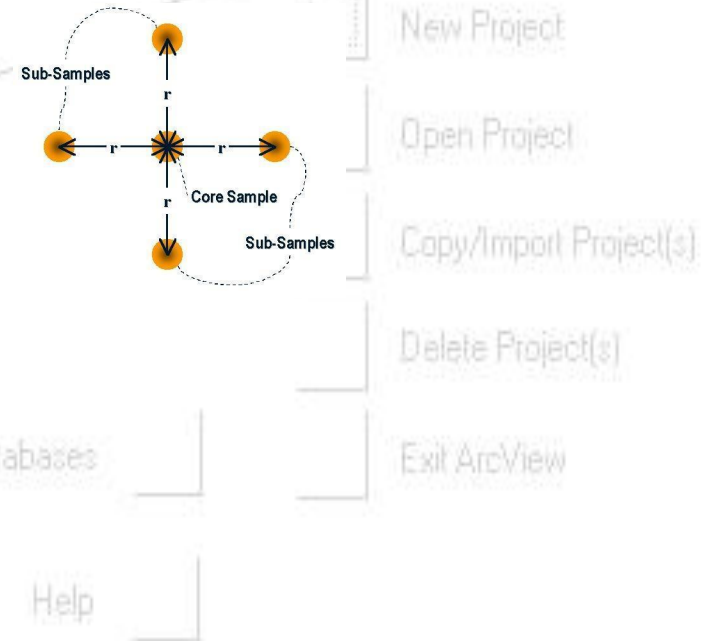 New Project
Sub-Samples
r
Open Project
r
r
Core Sample
r
Sub-Samples
Copy/Import Project(s)
Delete Project(s)
abases
Exit ArcView
Help